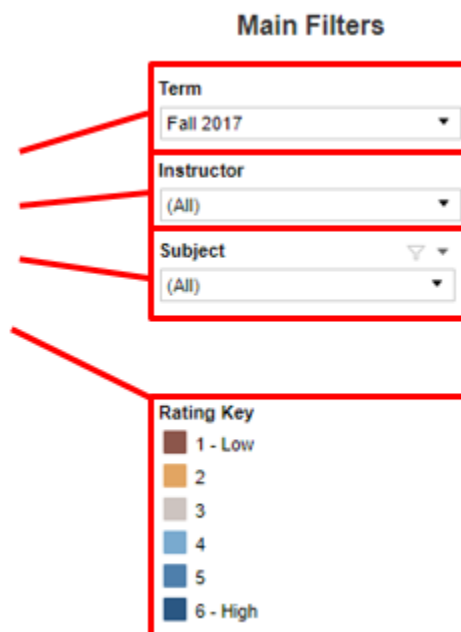 Main Filters
Term
Fall 2017
Instructor
(All)
Subject
(All)
Rating Key
1 - Low
2
3
4
5
6 - High